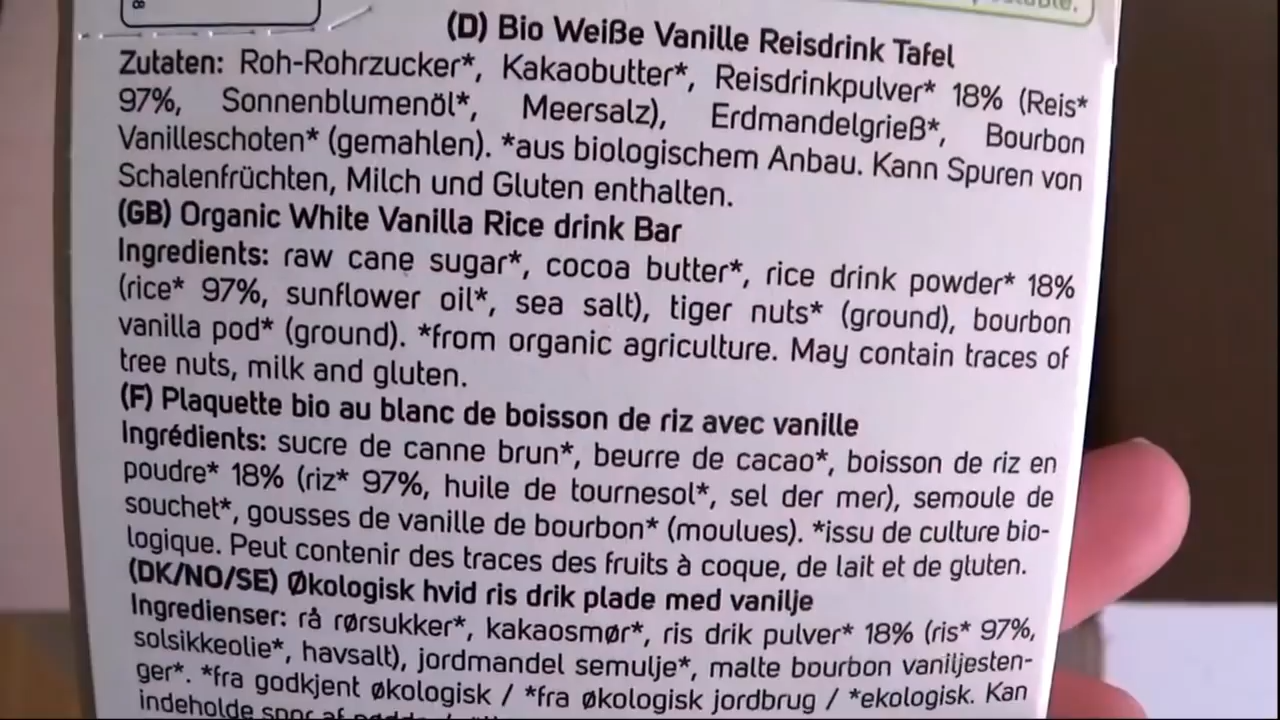 (D) Bio Weiße Vanille Reisdrink Tafel
Zutaten: Roh-Rohrzucker*, Kakaobutter*, Reisdrinkpulver* 18% (Reis*
97%, Sonnenblumenöl*, Meersalz), Erdmandelgrieß*, Bourbon
Vanilleschoten* (gemahlen). *aus biologischem Anbau. Kann Spuren von
Schalenfrüchten, Milch und Gluten enthalten.
(GB) Organic White Vanilla Rice drink Bar
Ingredients: raw cane sugar*, cocoa butter*, rice drink powder* 18%
(rice* 97%, sunflower oil*, sea salt), tiger nuts* (ground), bourbon
vanilla pod* (ground). *from organic agriculture. May contain traces of
tree nuts, milk and gluten.
(F) Plaquette bio au blanc de boisson de riz avec vanille
Ingrédients: sucre de canne brun*, beurre de cacao*, boisson de riz en
poudre* 18% (riz* 97%, huile de tournesol*, sel der mer), semoule de
souchet*, gousses de vanille de bourbon* (moulues). *issu de culture bio-
logique. Peut contenir des traces des fruits à coque, de lait et de gluten.
(DK/NO/SE) Økologisk hvid ris drik plade med vanilje
Ingredienser: rå rørsukker*, kakaosmør*, ris drik pulver* 18% (ris* 97%,
solsikkeolie*, havsalt), jordmandel semulje*, malte bourbon vaniljesten-
ger*. *fra godkjent økologisk / *fra økologisk jordbrug / *ekologisk. Kan
indeholde spor af